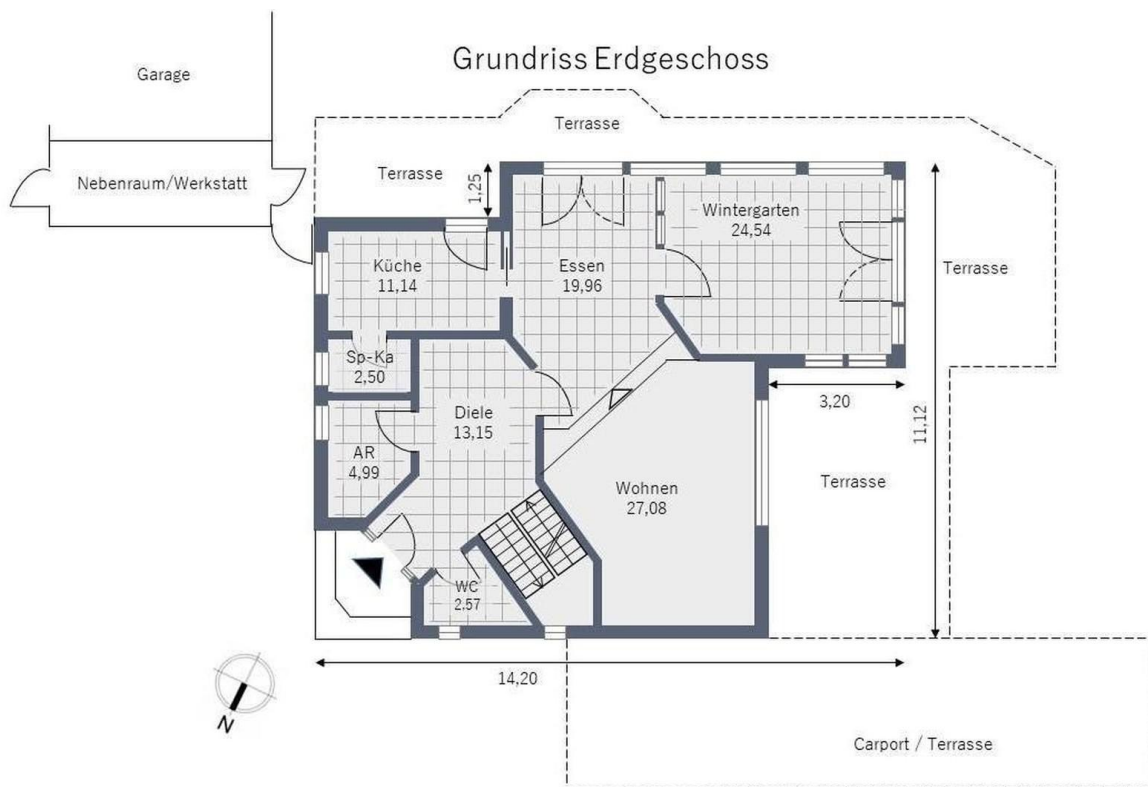 Grundriss Erdgeschoss
Garage
Terrasse
Nebenraum/Werkstatt
Terrasse
1,25
Wintergarten
24,54
Küche
11,14
Essen
19,96
Terrasse
Sp-Ka
2,50
3,20
11,12
Diele
13,15
AR
4,99
Wohnen
27,08
Terrasse
WC
2,57
14,20
N
Carport / Terrasse